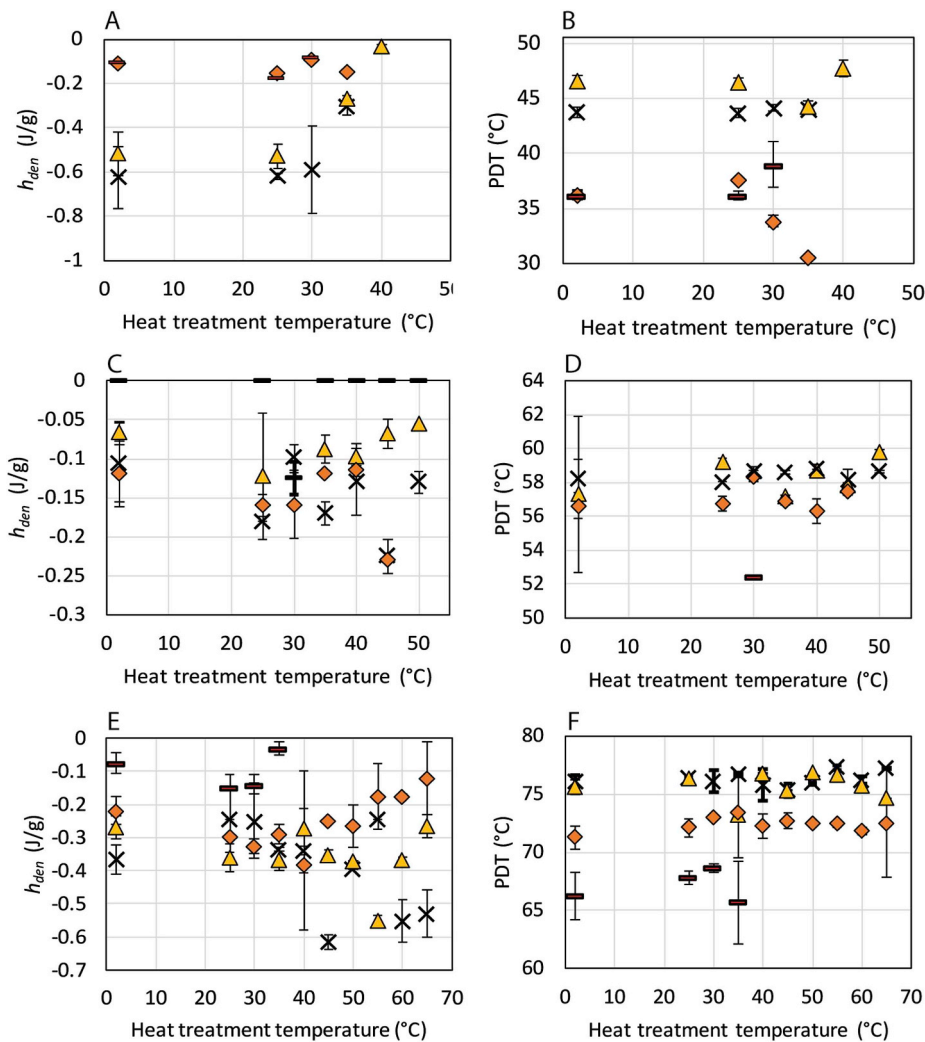 A
0
-0.2
-0.4
-0.6
-0.8
-1
h_den (J/g)
0 10 20 30 40 50
Heat treatment temperature (°C)
B
50
45
40
35
30
PDT (°C)
0 10 20 30 40 50
Heat treatment temperature (°C)
C
0
-0.05
-0.1
-0.15
-0.2
-0.25
-0.3
h_den (J/g)
0 10 20 30 40 50
Heat treatment temperature (°C)
D
64
62
60
58
56
54
52
50
PDT (°C)
0 10 20 30 40 50
Heat treatment temperature (°C)
E
0
-0.1
-0.2
-0.3
-0.4
-0.5
-0.6
-0.7
h_den (J/g)
0 10 20 30 40 50 60 70
Heat treatment temperature (°C)
F
80
75
70
65
60
PDT (°C)
0 10 20 30 40 50 60 70
Heat treatment temperature (°C)